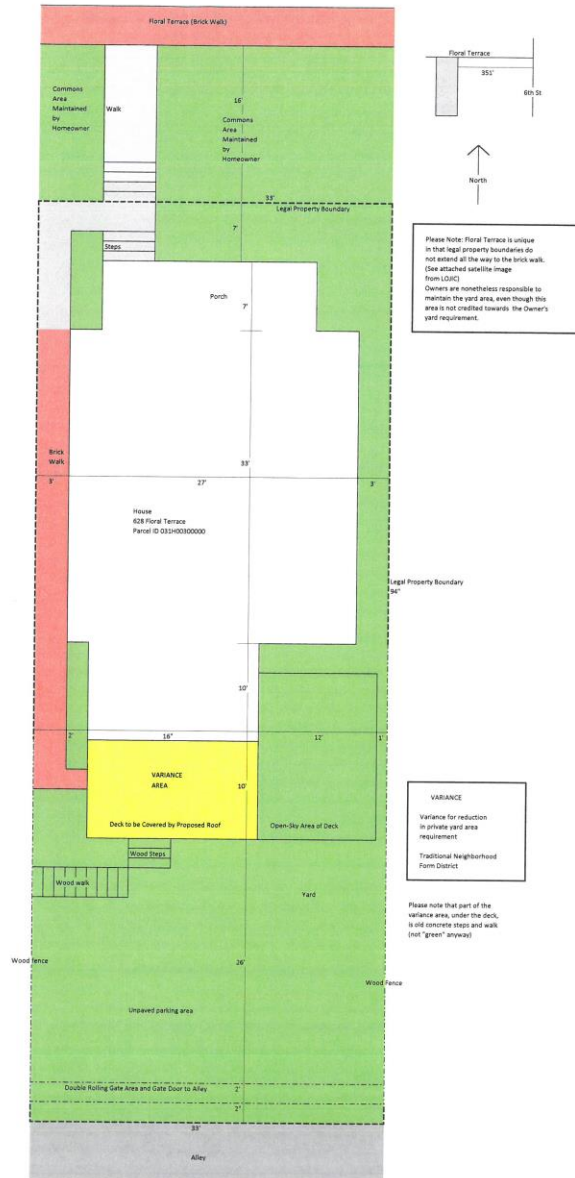 Floral Terrace (Brick Walk)
Commons
Area
Maintained
by
Homeowner
Walk
16'
Commons
Area
Maintained
by
Homeowner
Floral Terrace
351'
6th St
North
33'
Legal Property Boundary
7'
Steps
Please Note: Floral Terrace is unique
in that legal property boundaries do
not extend all the way to the brick walk.
(See attached satellite image
from LOJIC)
Owners are nonetheless responsible to
maintain the yard area, even though this
area is not credited towards the Owner's
yard requirement.
Porch
7'
Brick
Walk
33'
3'
27'
3'
House
628 Floral Terrace
Parcel ID 031H00300000
Legal Property Boundary
94"
10'
2'
16"
12'
1'
VARIANCE
AREA
10'
Deck to be Covered by Proposed Roof
Open-Sky Area of Deck
VARIANCE
Variance for reduction
in private yard area
requirement
Traditional Neighborhood
Form District
Wood Steps
Wood walk
Yard
Please note that part of the
variance area, under the deck,
is old concrete steps and walk
(not "green" anyway)
Wood fence
26'
Wood Fence
Unpaved parking area
Double Rolling Gate Area and Gate Door to Alley
2'
2'
33'
Alley